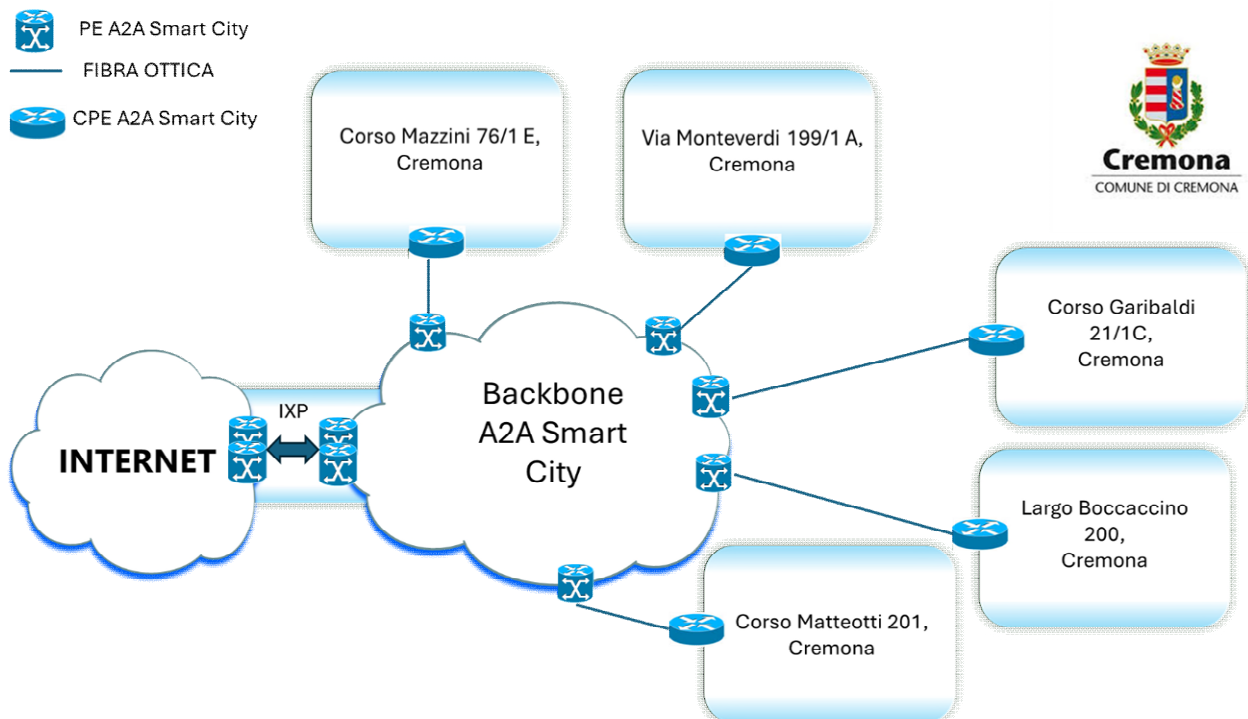 PE A2A Smart City
FIBRA OTTICA
CPE A2A Smart City
Corso Mazzini 76/1 E,
Cremona
Via Monteverdi 199/1 A,
Cremona
Cremona
COMUNE DI CREMONA
Corso Garibaldi
21/1C,
Cremona
IXP
INTERNET
Backbone
A2A Smart
City
Largo Boccaccino
200,
Cremona
Corso Matteotti 201,
Cremona